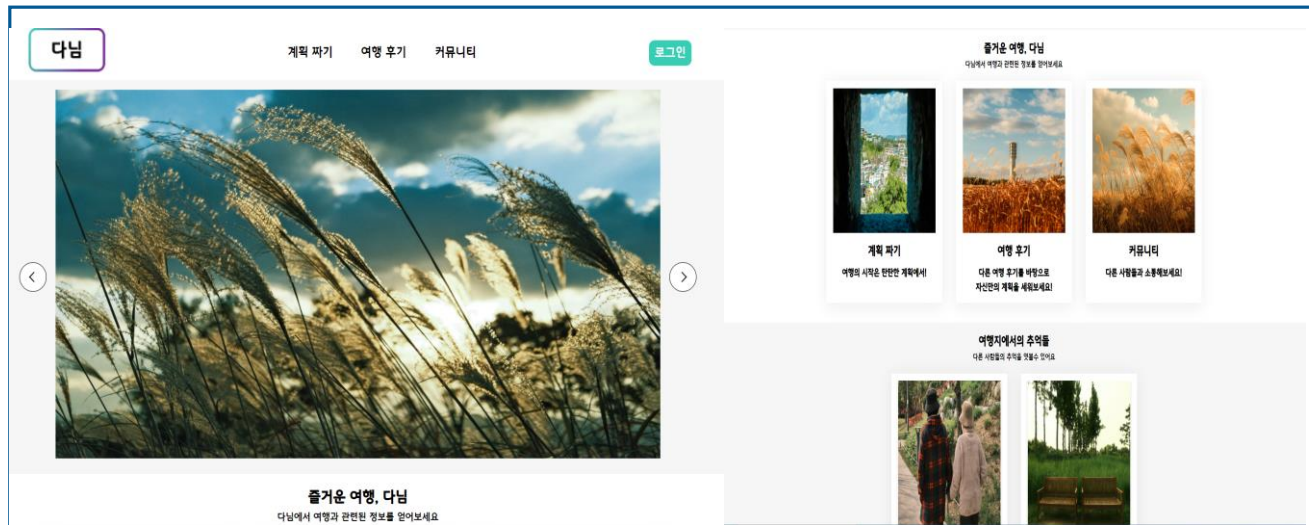 다님
계획 짜기 여행 후기 커뮤니티
로그인
즐거운 여행, 다님
다님에서 여행과 관련된 정보를 얻어보세요
즐거운 여행, 다님
다님에서 여행과 관련된 정보를 얻어보세요
계획 짜기
여행의 시작은 탄탄한 계획에서!
여행 후기
다른 여행 후기를 바탕으로
자신만의 계획을 세워보세요!
커뮤니티
다른 사람들과 소통해보세요!
여행지에서의 추억들
다른 사람들의 추억을 엿볼수 있어요